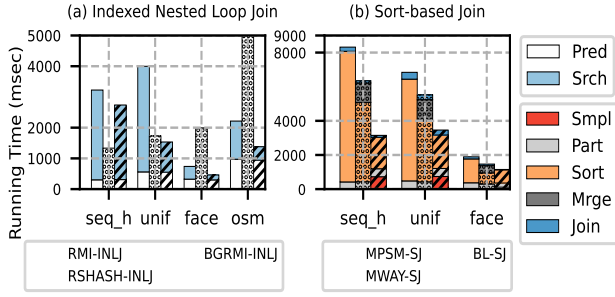 (a) Indexed Nested Loop Join
(b) Sort-based Join
Running Time (msec)
5000
4000
2000
1000
0
seq_h unif face osm
9000
8000
4000
2000
0
seq_h unif face
Pred
Srch
Smpl
Part
Sort
Mrge
Join
RMI-INLJ BGRMI-INLJ
RSHASH-INLJ
MPSM-SJ BL-SJ
MWAY-SJ